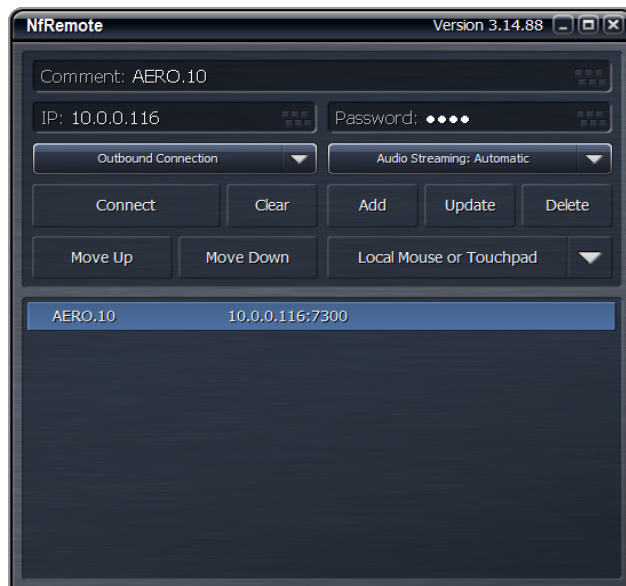 NfRemote Version 3.14.88
Comment: AERO.10
IP: 10.0.0.116 Password: ●●●●
Outbound Connection Audio Streaming: Automatic
Connect Clear Add Update Delete
Move Up Move Down Local Mouse or Touchpad
AERO.10 10.0.0.116:7300